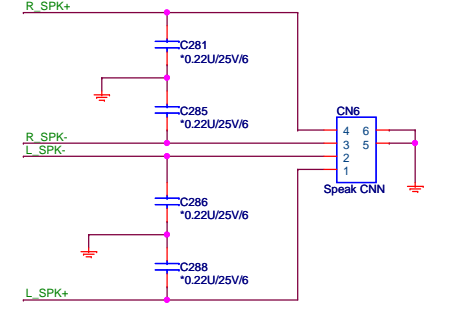 R_SPK+
C281
*0.22U/25V/6
C285
*0.22U/25V/6
CN6
R_SPK-
L_SPK-
4 6
3 5
2
1
Speak CNN
C286
*0.22U/25V/6
C288
*0.22U/25V/6
L_SPK+